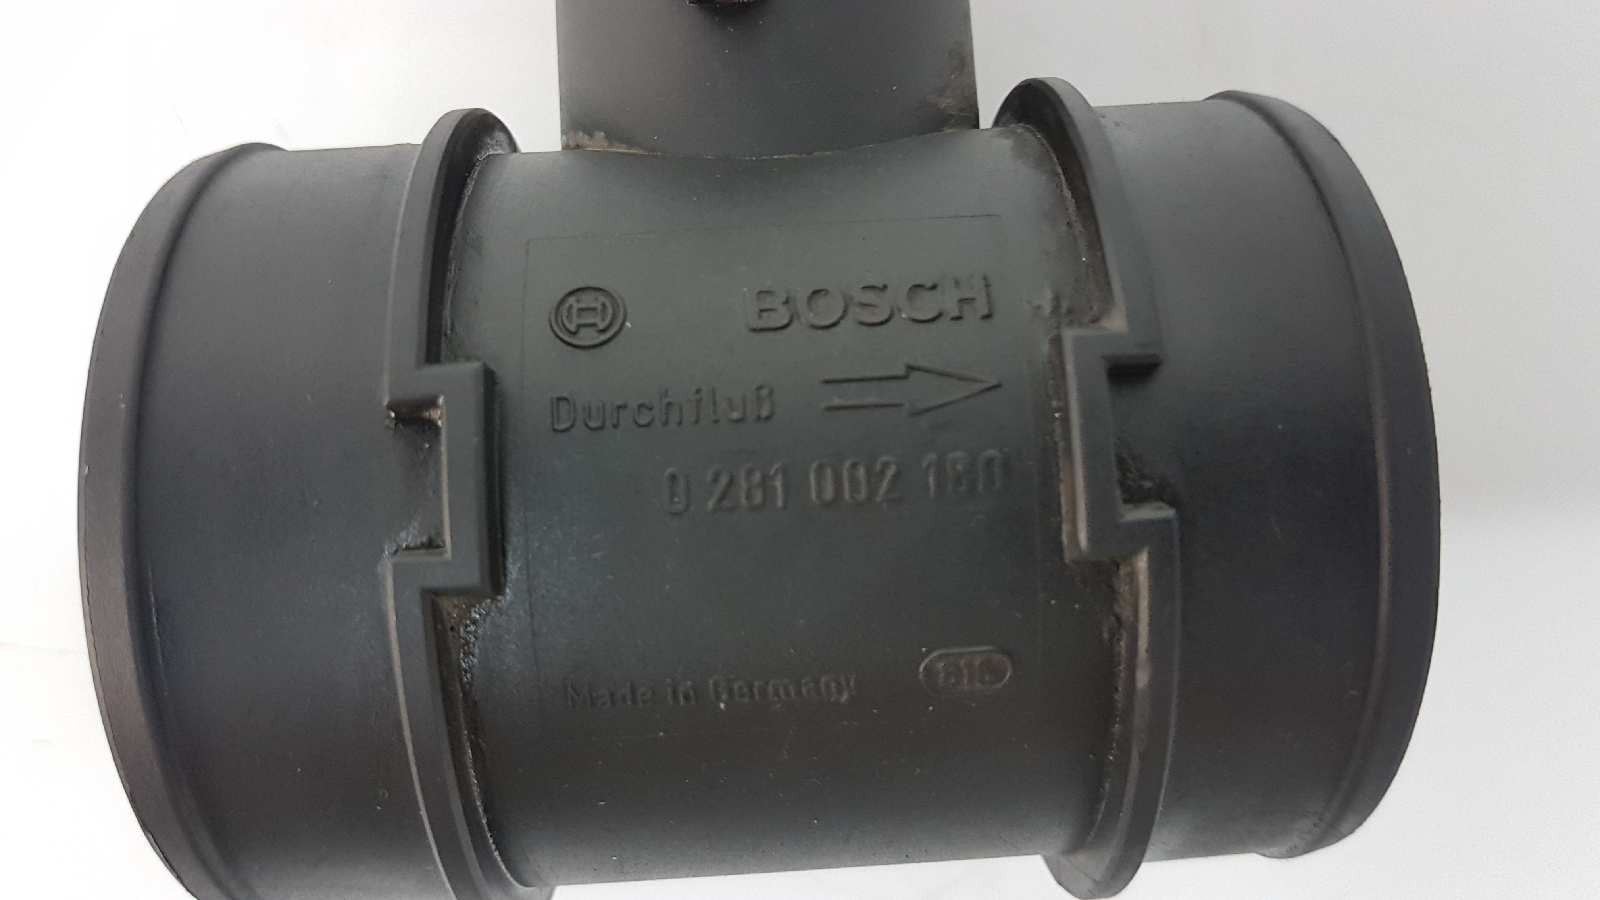 BOSCH
Durchfluß
0 281 002 180
Made in Germany